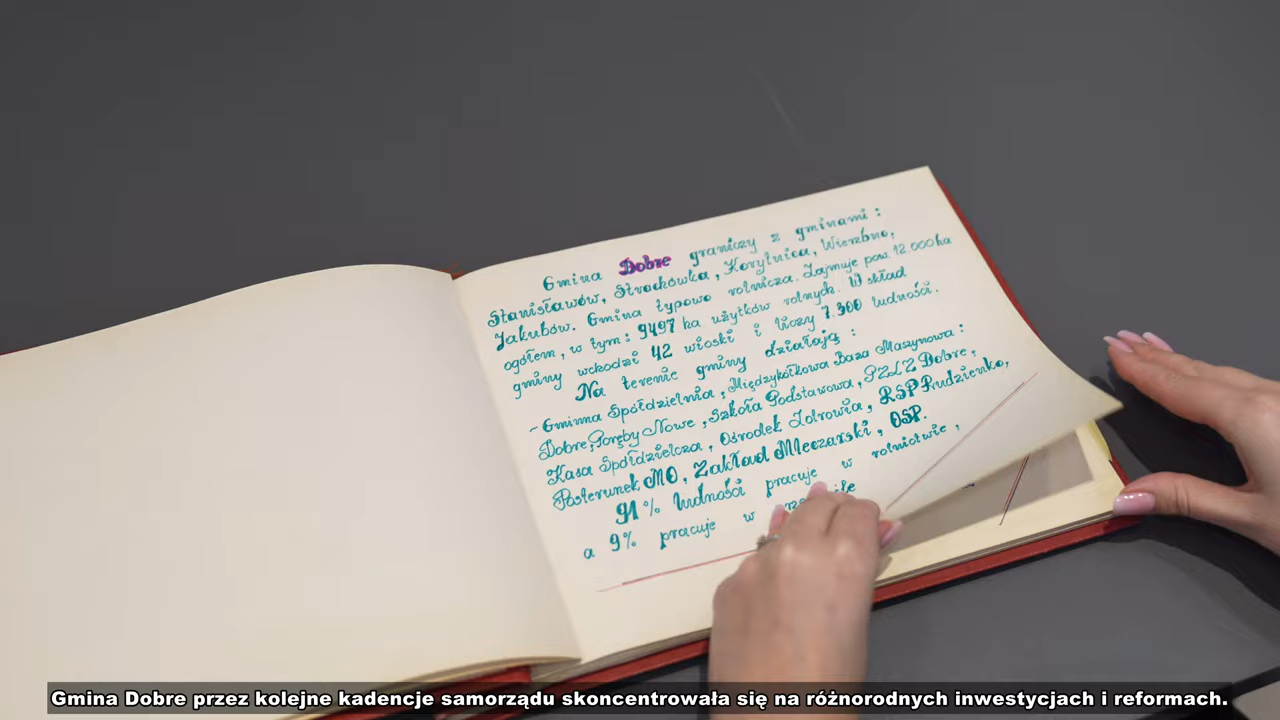 Gmina Dobre graniczy z gminami :
Stanisławów, Strachówka, Korytnica, Wierzbno,
Jakubów. Gmina typowo rolnicza. Zajmuje pow. 12 000 ha
ogółem, w tym: 9497 ha użytków rolnych. W skład
gminy wchodzi 42 wioski i liczy 7.300 ludności.
Na terenie gminy działają :
- Gminna Spółdzielnia, Międzykółkowa Baza Maszynowa :
Dobre, Poręby Nowe, Szkoła Podstawowa, PZLZ Dobre,
Kasa Spółdzielcza, Ośrodek Zdrowia, RSP Rudzienko,
Posterunek MO, Zakład Mleczarski, OSP.
91% ludności pracuje w rolnictwie,
a 9% pracuje w
Gmina Dobre przez kolejne kadencje samorządu skoncentrowała się na różnorodnych inwestycjach i reformach.